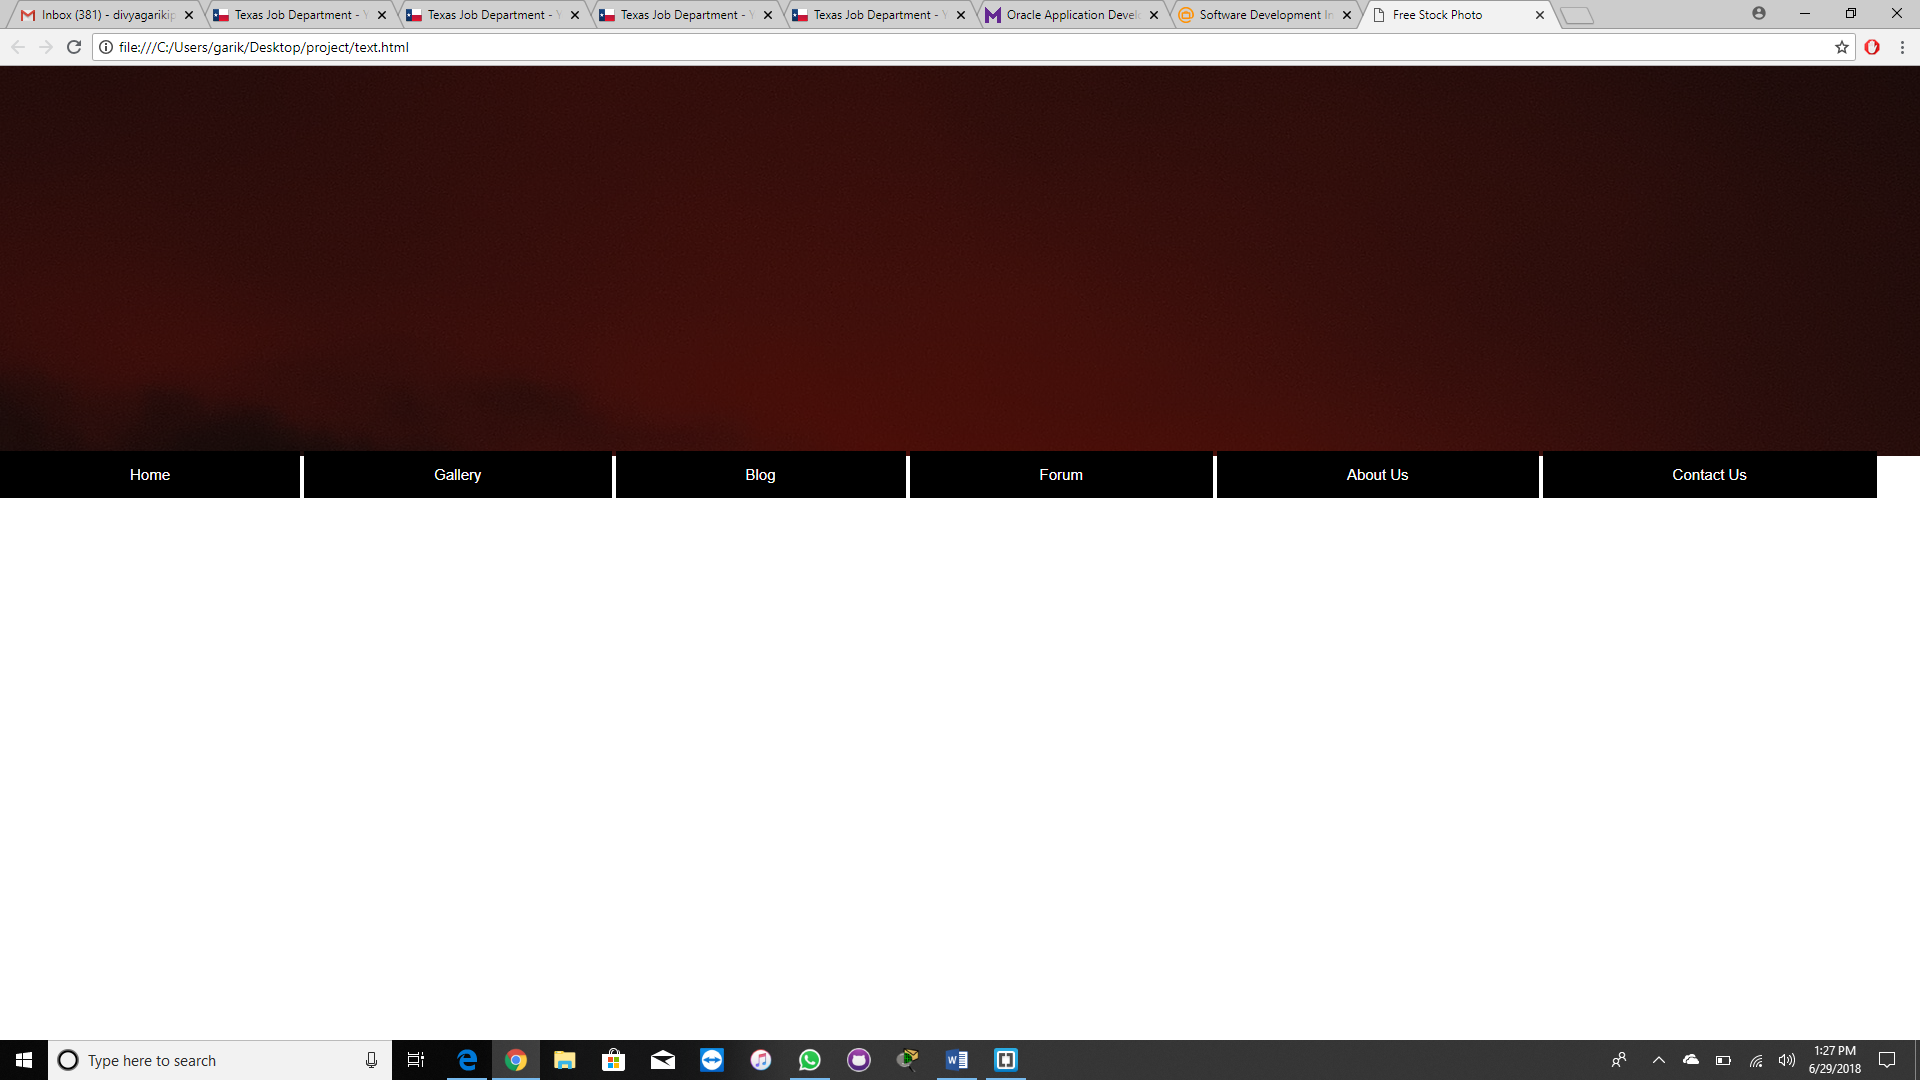 Inbox (381) - divyagarikip
Texas Job Department - Y
Texas Job Department - Y
Texas Job Department - Y
Texas Job Department - Y
Oracle Application Devel
Software Development In
Free Stock Photo
file:///C:/Users/garik/Desktop/project/text.html
Home Gallery Blog Forum About Us Contact Us
Type here to search
1:27 PM
6/29/2018